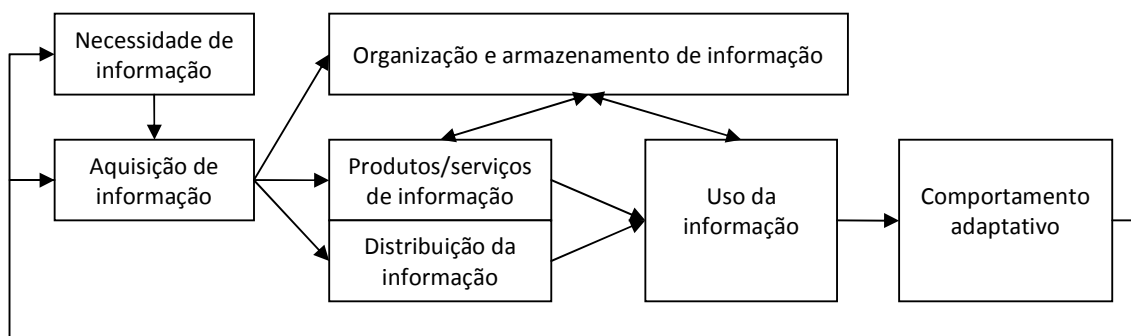 Necessidade de
informação
Organização e armazenamento de informação
Aquisição de
informação
Produtos/serviços
de informação
Distribuição da
informação
Uso da
informação
Comportamento
adaptativo